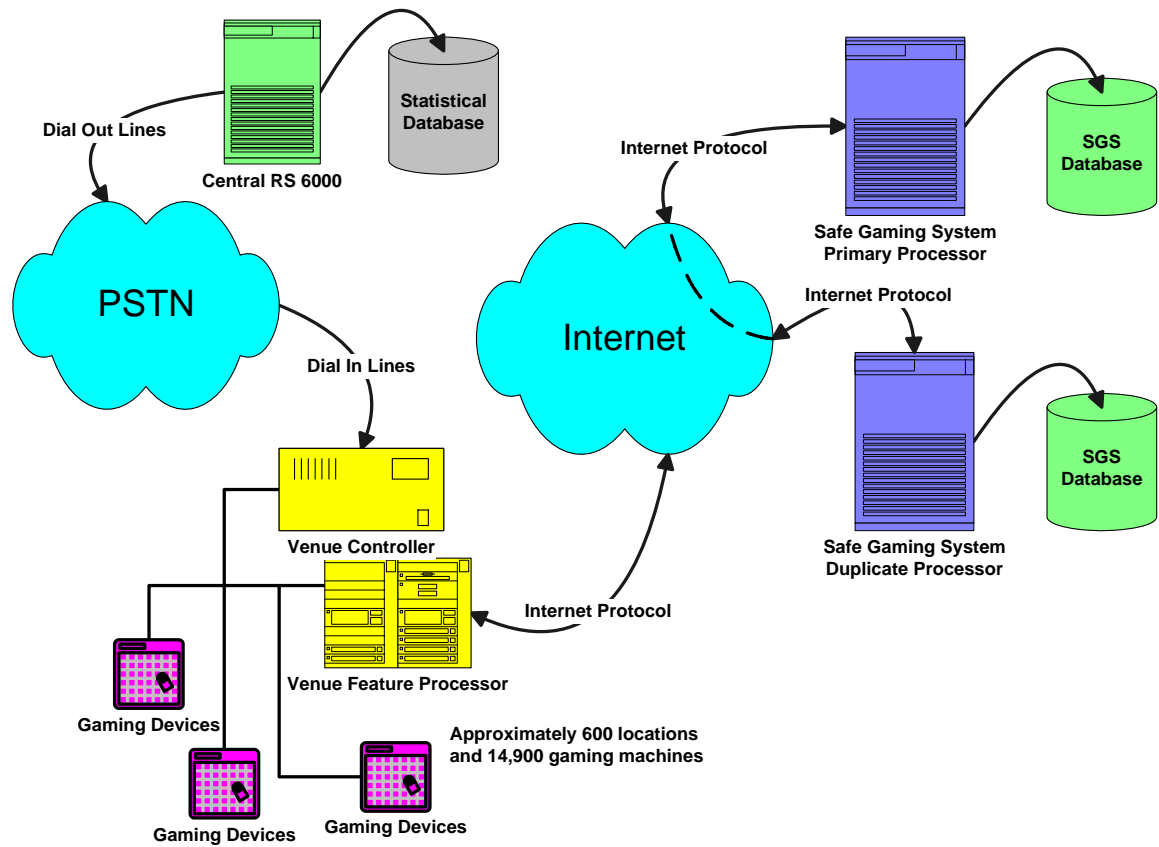 Statistical
Database
Dial Out Lines
Central RS 6000
Internet Protocol
SGS
Database
Safe Gaming System
Primary Processor
PSTN
Internet
Internet Protocol
Dial In Lines
SGS
Database
Venue Controller
Safe Gaming System
Duplicate Processor
Internet Protocol
Venue Feature Processor
Gaming Devices
Approximately 600 locations
and 14,900 gaming machines
Gaming Devices
Gaming Devices